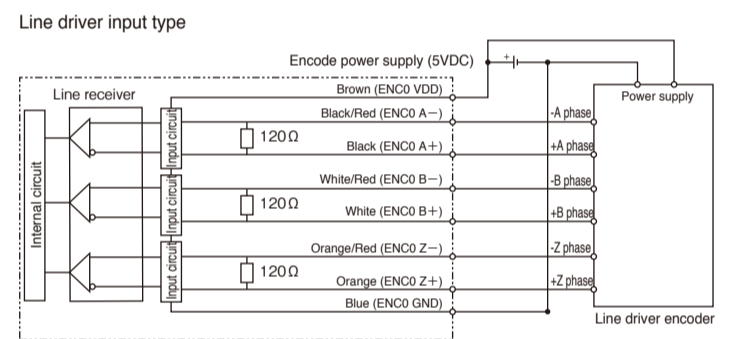 Line driver input type
Encode power supply (5VDC)
+
Line receiver
Brown (ENC0 VDD)
Power supply
Black/Red (ENC0 A−)
-A phase
120Ω
Black (ENC0 A+)
+A phase
Input circuit
White/Red (ENC0 B−)
-B phase
120Ω
White (ENC0 B+)
+B phase
Input circuit
Internal circuit
Orange/Red (ENC0 Z−)
-Z phase
120Ω
Orange (ENC0 Z+)
+Z phase
Input circuit
Blue (ENC0 GND)
Line driver encoder